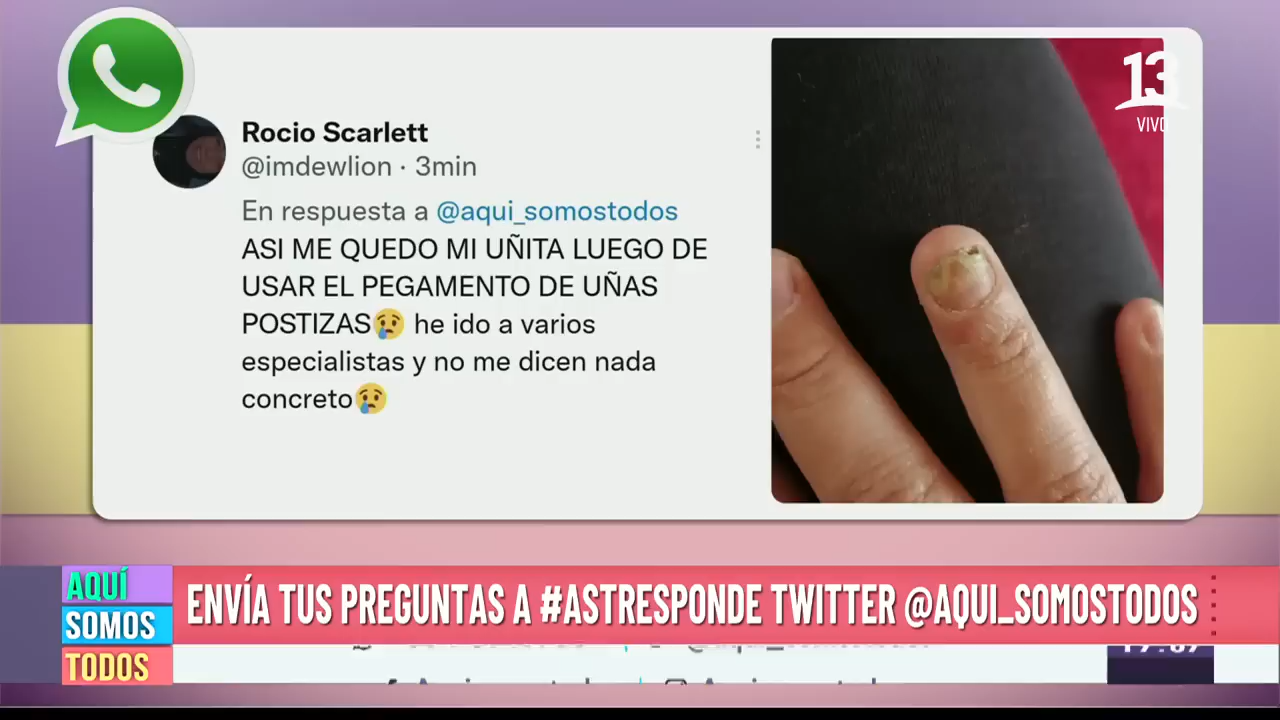 13
VIVO
Rocio Scarlett
@imdewlion · 3min
En respuesta a @aqui_somostodos
ASI ME QUEDO MI UÑITA LUEGO DE
USAR EL PEGAMENTO DE UÑAS
POSTIZAS😢 he ido a varios
especialistas y no me dicen nada
concreto😢
AQUÍ
SOMOS
TODOS
ENVÍA TUS PREGUNTAS A #ASTRESPONDE TWITTER @AQUI_SOMOSTODOS